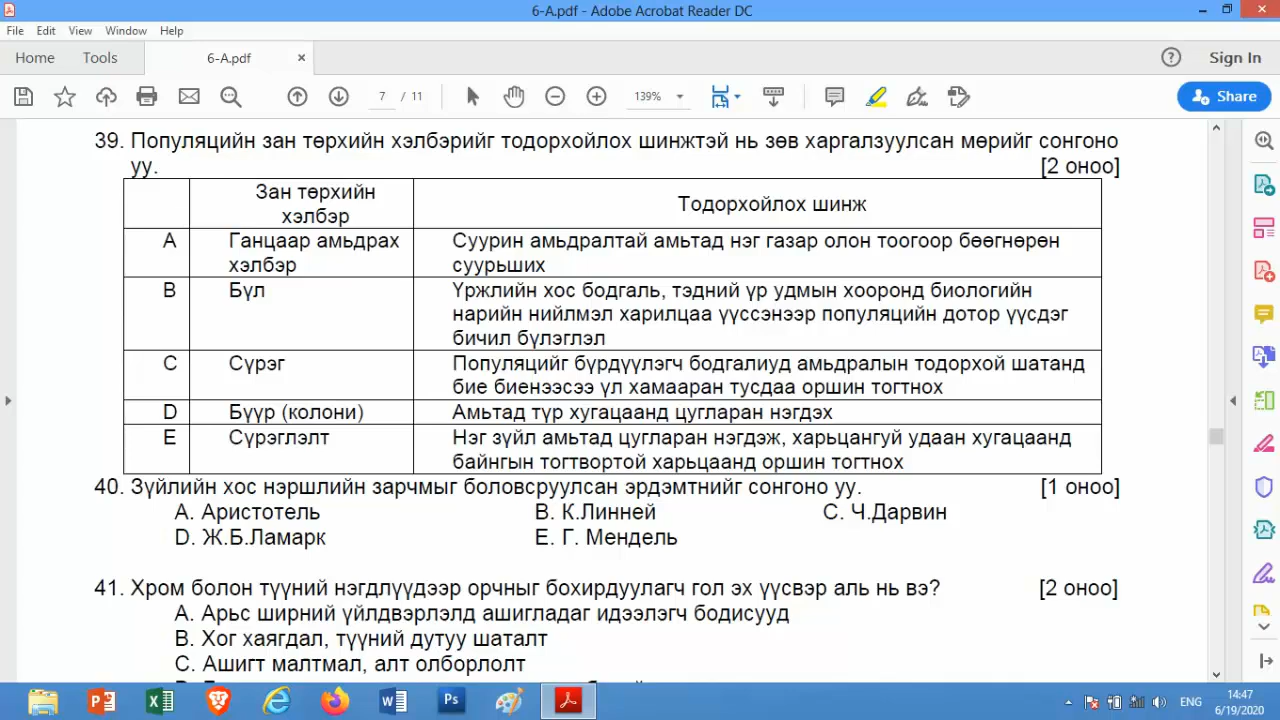 6-A.pdf - Adobe Acrobat Reader DC
File Edit View Window Help
Home Tools 6-A.pdf × Sign In
7 / 11 139% Share
39. Популяцийн зан төрхийн хэлбэрийг тодорхойлох шинжтэй нь зөв харгалзуулсан мөрийг сонгоно
уу. [2 оноо]
Зан төрхийн
хэлбэр
Тодорхойлох шинж
A Ганцаар амьдрах Суурин амьдралтай амьтад нэг газар олон тоогоор бөөгнөрөн
хэлбэр суурьших
B Бүл Үржлийн хос бодгаль, тэдний үр удмын хооронд биологийн
нарийн нийлмэл харилцаа үүссэнээр популяцийн дотор үүсдэг
бичил бүлэглэл
C Сүрэг Популяцийг бүрдүүлэгч бодгалиуд амьдралын тодорхой шатанд
бие биенээсээ үл хамааран тусдаа оршин тогтнох
D Бүүр (колони) Амьтад түр хугацаанд цугларан нэгдэх
E Сүрэглэлт Нэг зүйл амьтад цугларан нэгдэж, харьцангуй удаан хугацаанд
байнгын тогтвортой харьцаанд оршин тогтнох
40. Зүйлийн хос нэршлийн зарчмыг боловсруулсан эрдэмтнийг сонгоно уу. [1 оноо]
A. Аристотель B. К.Линней C. Ч.Дарвин
D. Ж.Б.Ламарк E. Г. Мендель
41. Хром болон түүний нэгдлүүдээр орчныг бохирдуулагч гол эх үүсвэр аль нь вэ? [2 оноо]
A. Арьс ширний үйлдвэрлэлд ашигладаг идээлэгч бодисууд
B. Хог хаягдал, түүний дутуу шаталт
C. Ашигт малтмал, алт олборлолт
ENG 14:47
6/19/2020